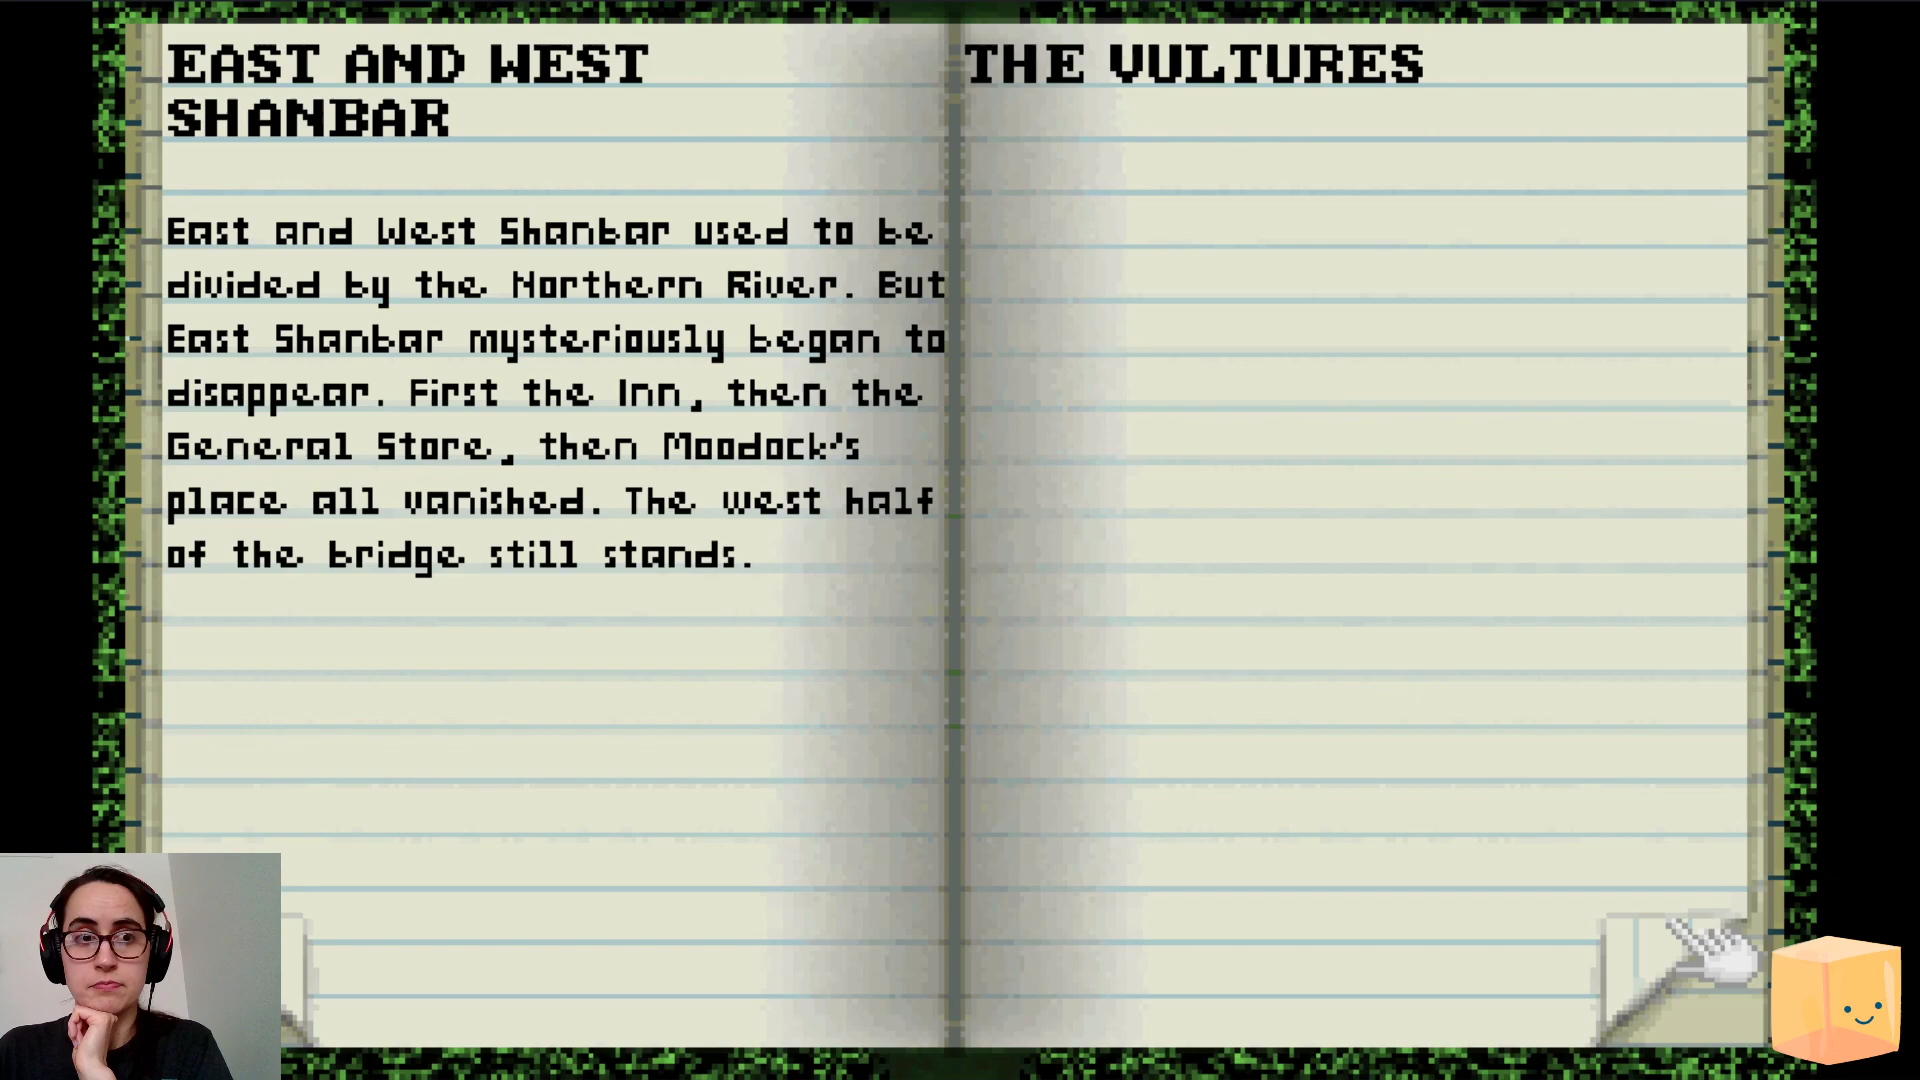 EAST AND WEST
SHANBAR
East and West Shanbar used to be
divided by the Northern River. But
East Shanbar mysteriously began to
disappear. First the Inn, then the
General Store, then Moodock's
place all vanished. The west half
of the bridge still stands.
THE VULTURES